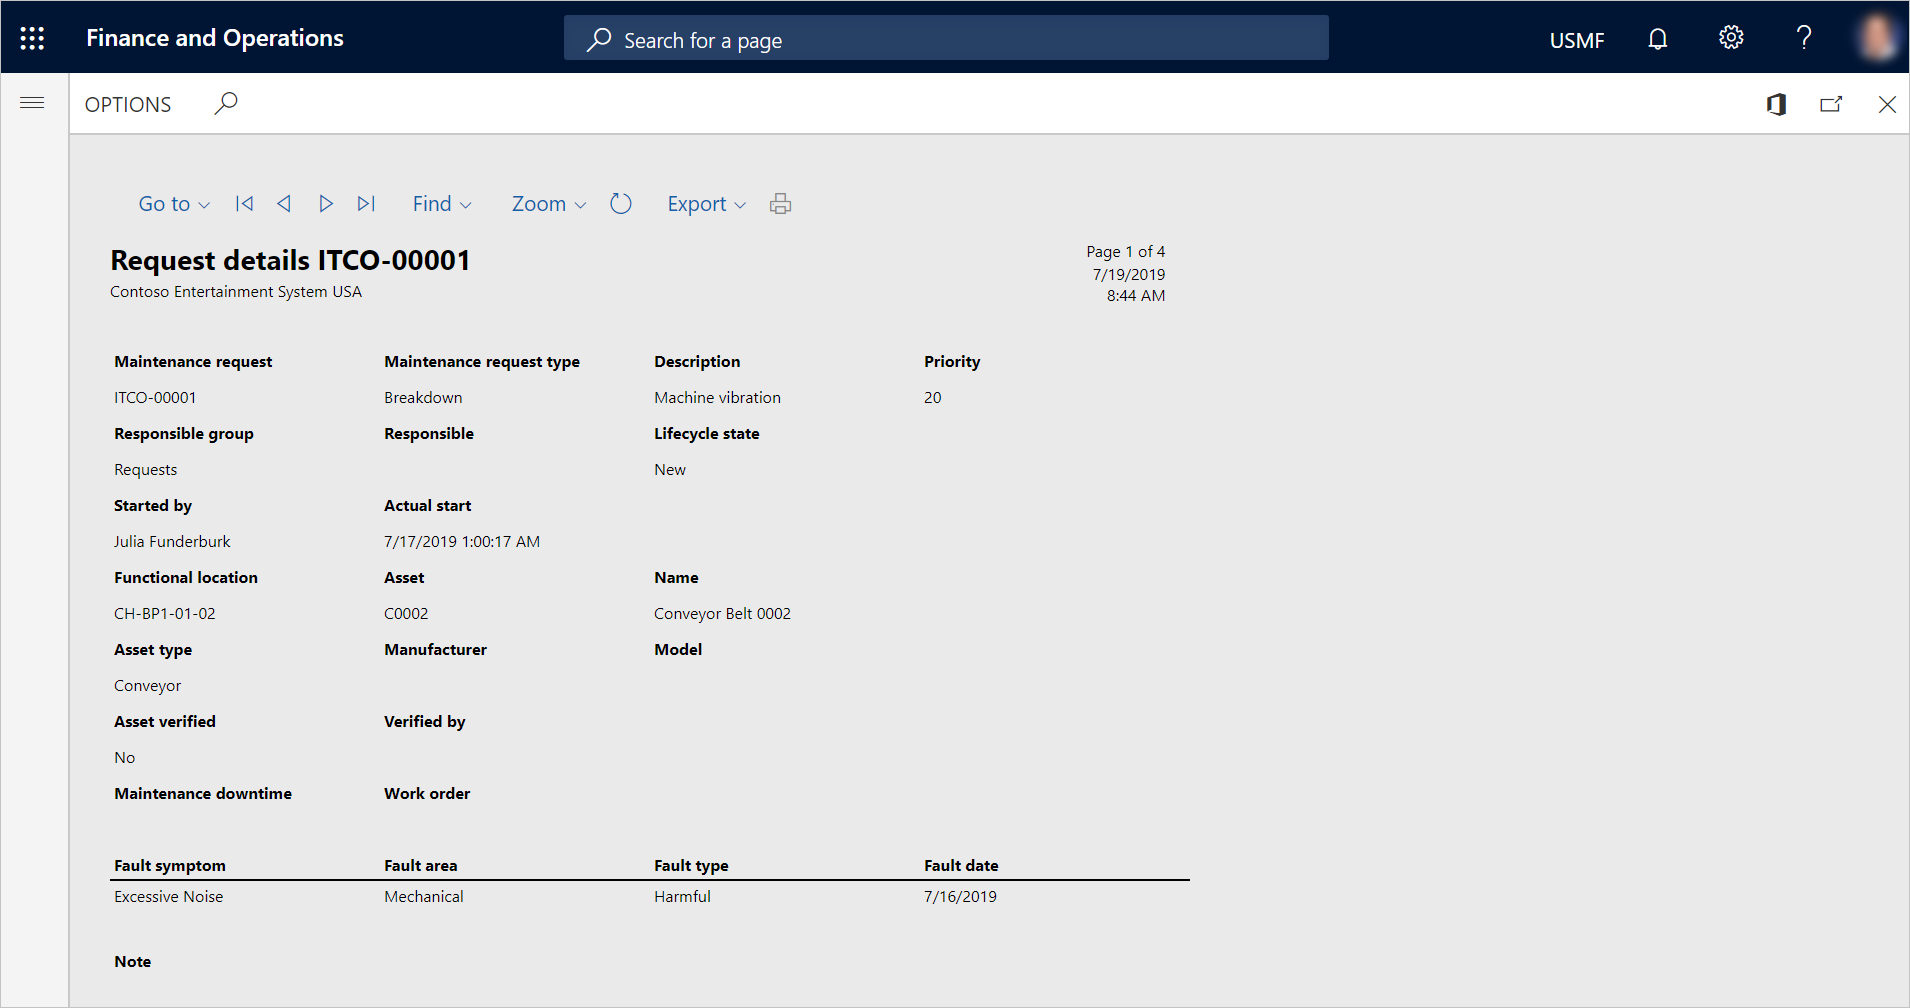 Finance and Operations
Search for a page
USMF
OPTIONS
Go to
Find
Zoom
Export
Request details ITCO-00001
Contoso Entertainment System USA
Page 1 of 4
7/19/2019
8:44 AM
Maintenance request Maintenance request type Description Priority
ITCO-00001 Breakdown Machine vibration 20
Responsible group Responsible Lifecycle state
Requests New
Started by Actual start
Julia Funderburk 7/17/2019 1:00:17 AM
Functional location Asset Name
CH-BP1-01-02 C0002 Conveyor Belt 0002
Asset type Manufacturer Model
Conveyor
Asset verified Verified by
No
Maintenance downtime Work order
Fault symptom Fault area Fault type Fault date
Excessive Noise Mechanical Harmful 7/16/2019
Note